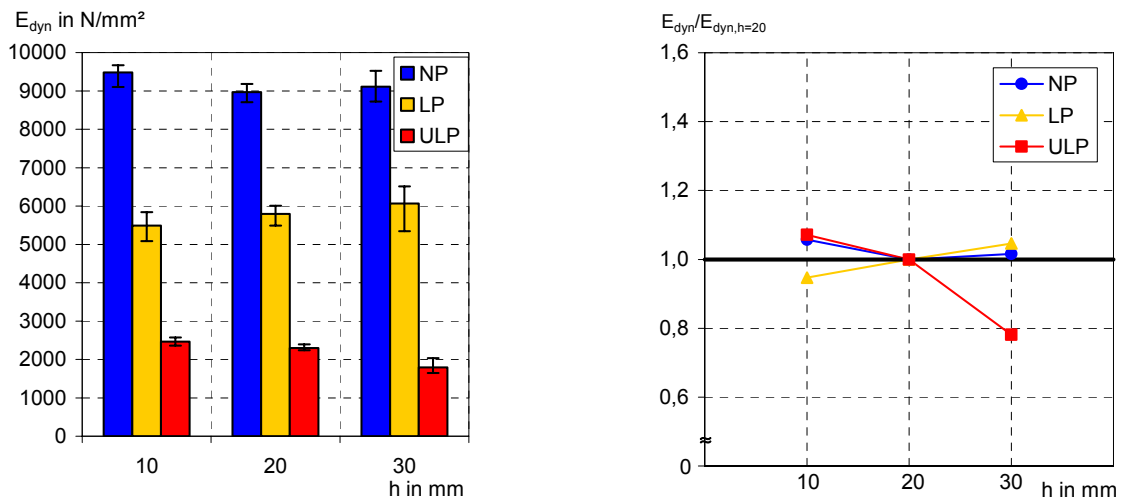 E_dyn in N/mm²
10000
9000
8000
7000
6000
5000
4000
3000
2000
1000
0
NP
LP
ULP
10 20 30
h in mm
E_dyn/E_dyn,h=20
1,6
1,4
1,2
1,0
0,8
0,6
0
NP
LP
ULP
10 20 30
h in mm